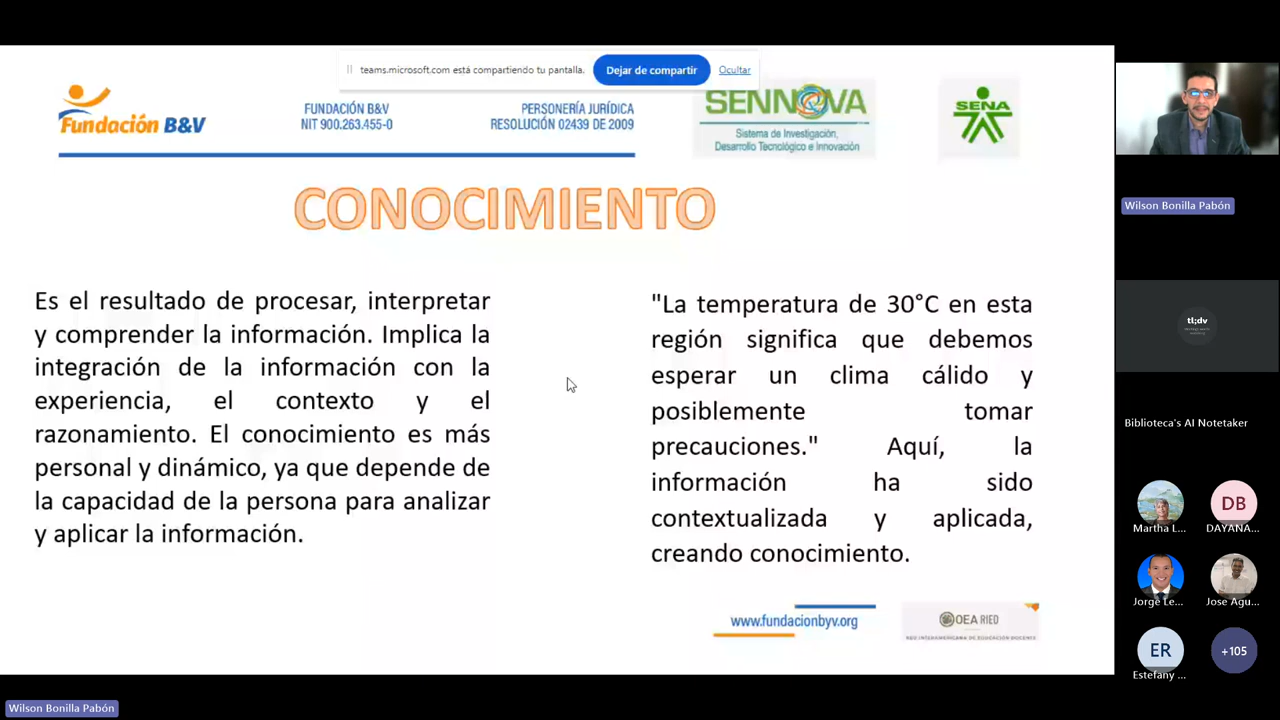 teams.microsoft.com está compartiendo tu pantalla.
Dejar de compartir
Ocultar
Fundación B&V
FUNDACIÓN B&V
NIT 900.263.455-0
PERSONERÍA JURÍDICA
RESOLUCIÓN 02439 DE 2009
SENNOVA
Sistema de Investigación,
Desarrollo Tecnológico e Innovación
SENA
CONOCIMIENTO
Es el resultado de procesar, interpretar
y comprender la información. Implica la
integración de la información con la
experiencia, el contexto y el
razonamiento. El conocimiento es más
personal y dinámico, ya que depende de
la capacidad de la persona para analizar
y aplicar la información.
"La temperatura de 30°C en esta
región significa que debemos
esperar un clima cálido y
posiblemente tomar
precauciones." Aquí, la
información ha sido
contextualizada y aplicada,
creando conocimiento.
www.fundacionbyv.org
OEA RIED
RED INTERAMERICANA DE EDUCACIÓN DOCENTE
Wilson Bonilla Pabón
tl;dv
Biblioteca's AI Notetaker
Martha L...
DB
DAYANA...
Jorge Le...
Jose Agu...
ER
Estefany ...
+105
Wilson Bonilla Pabón